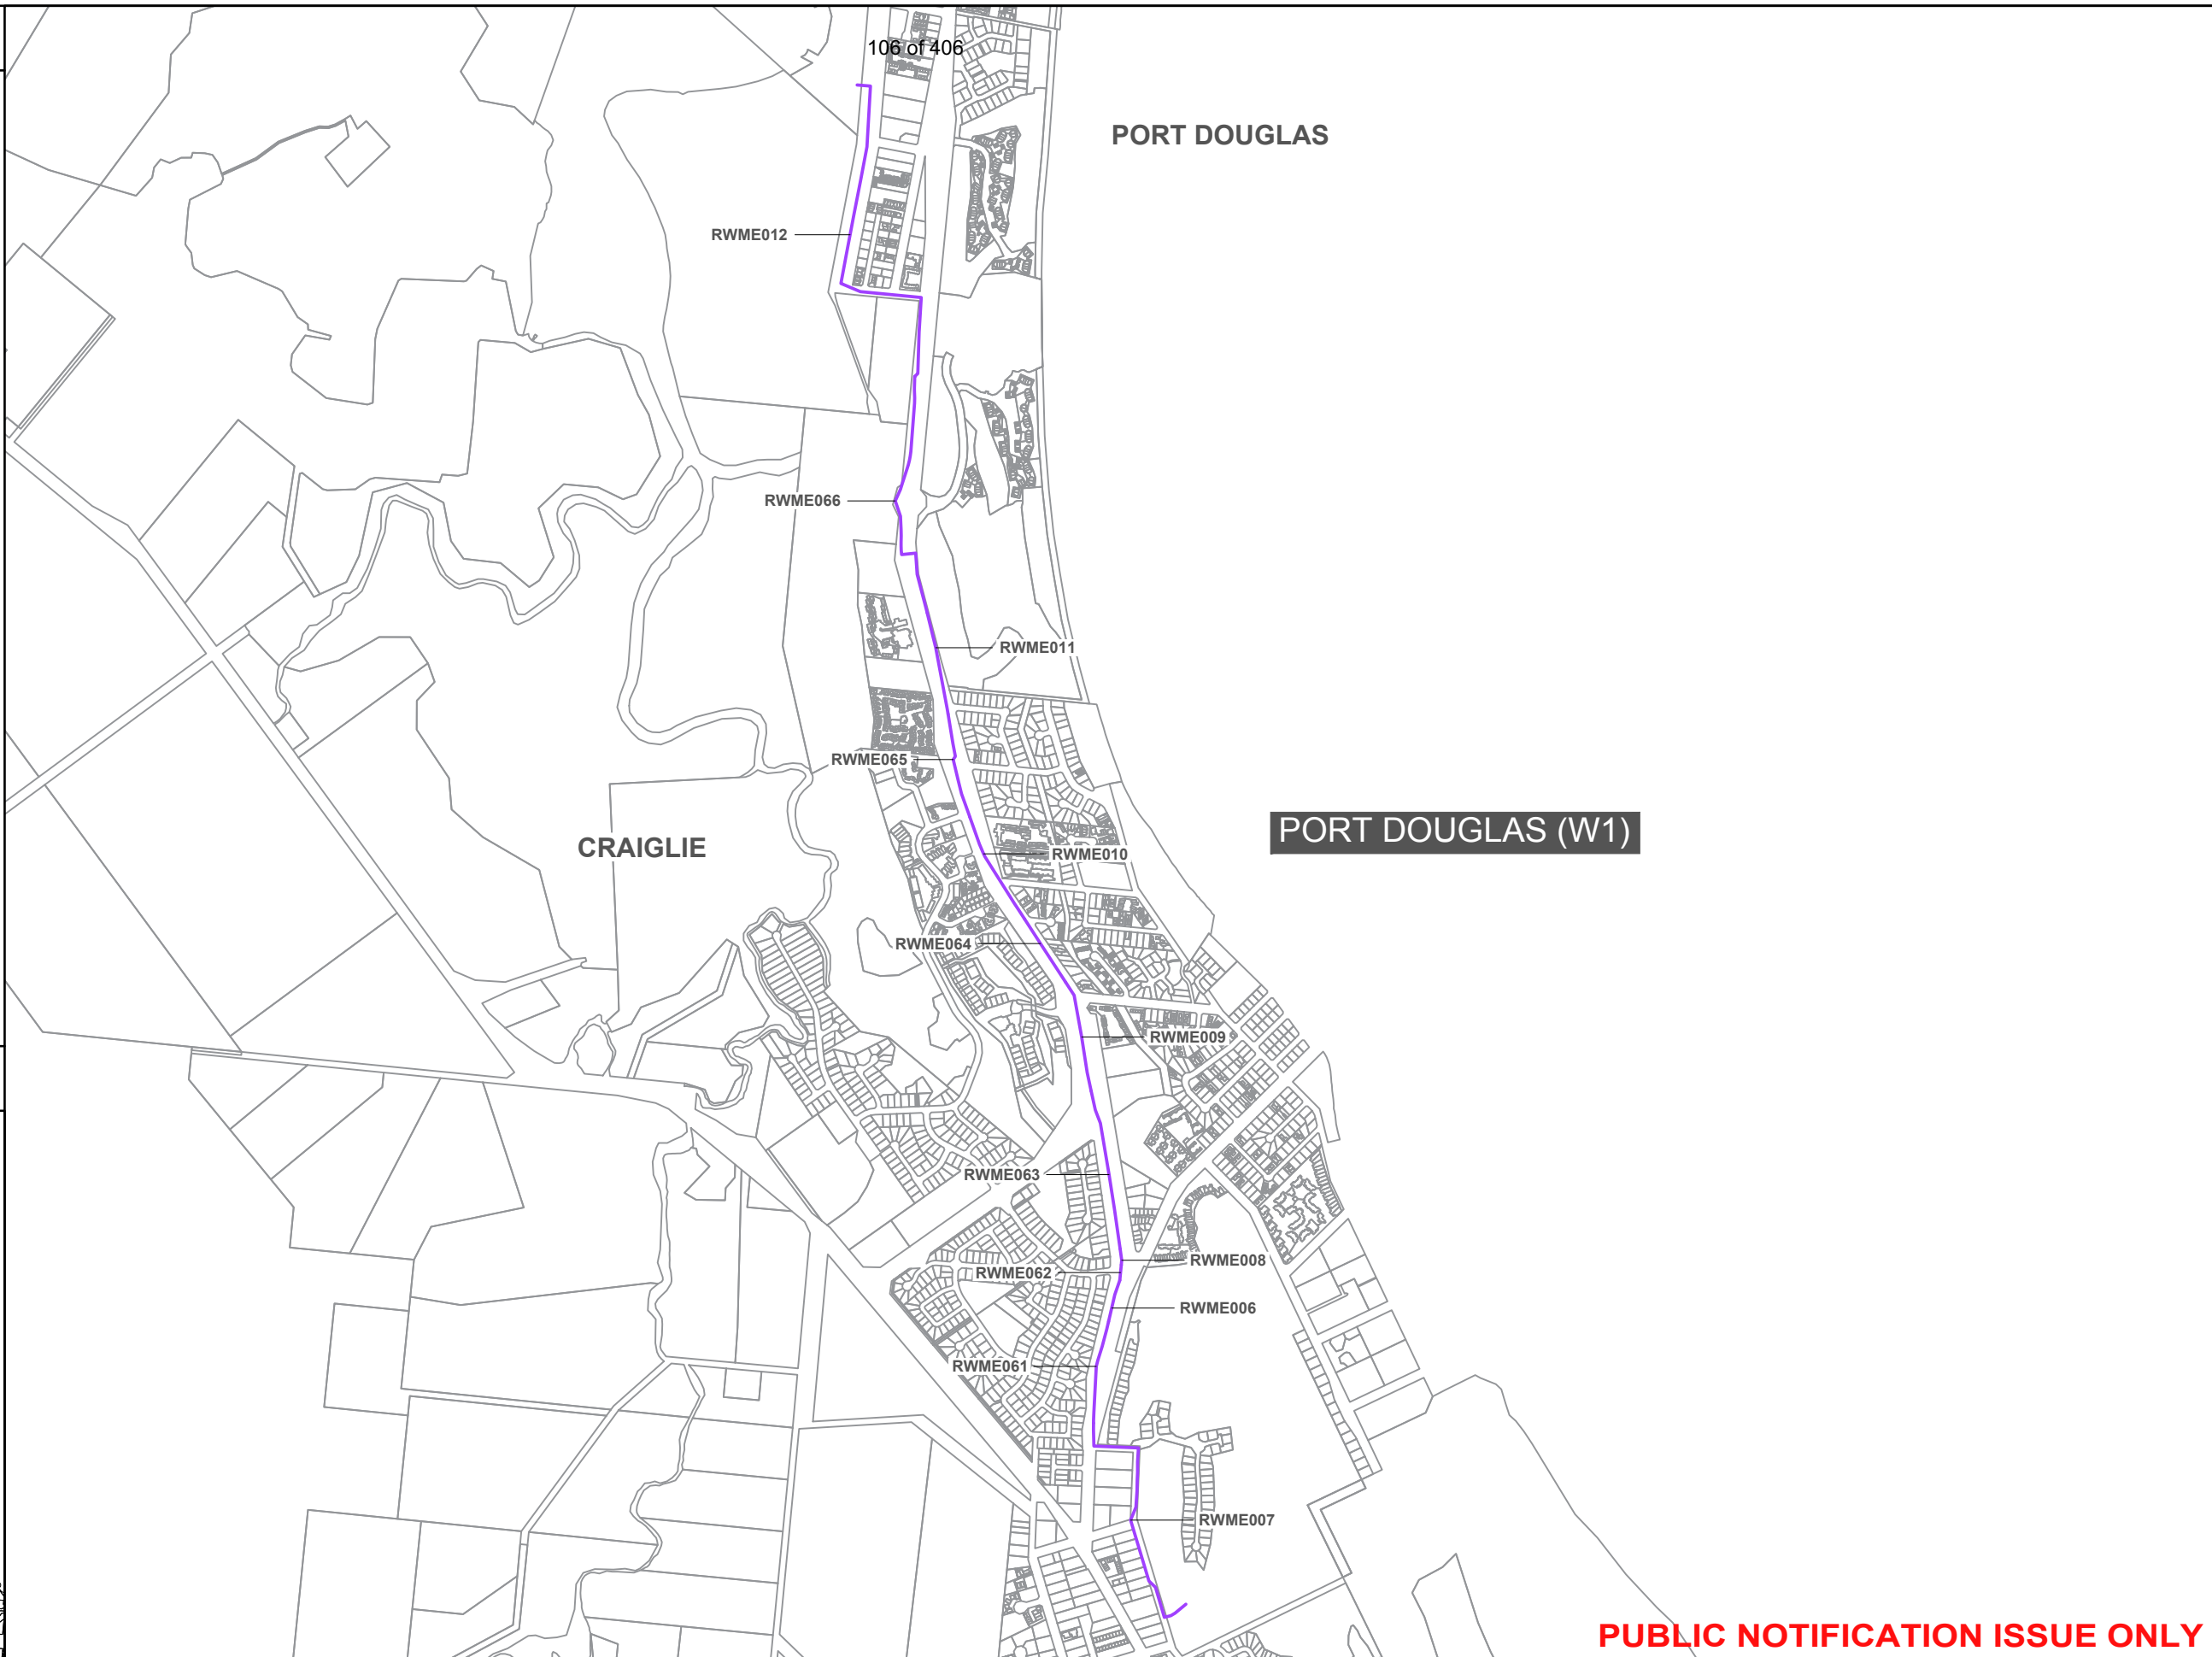 106 of 406
PORT DOUGLAS
RWME012
RWME066
RWME011
RWME065
PORT DOUGLAS (W1)
CRAIGLIE
RWME010
RWME064
RWME009
RWME063
RWME008
RWME062
RWME006
RWME061
RWME007
PUBLIC NOTIFICATION ISSUE ONLY